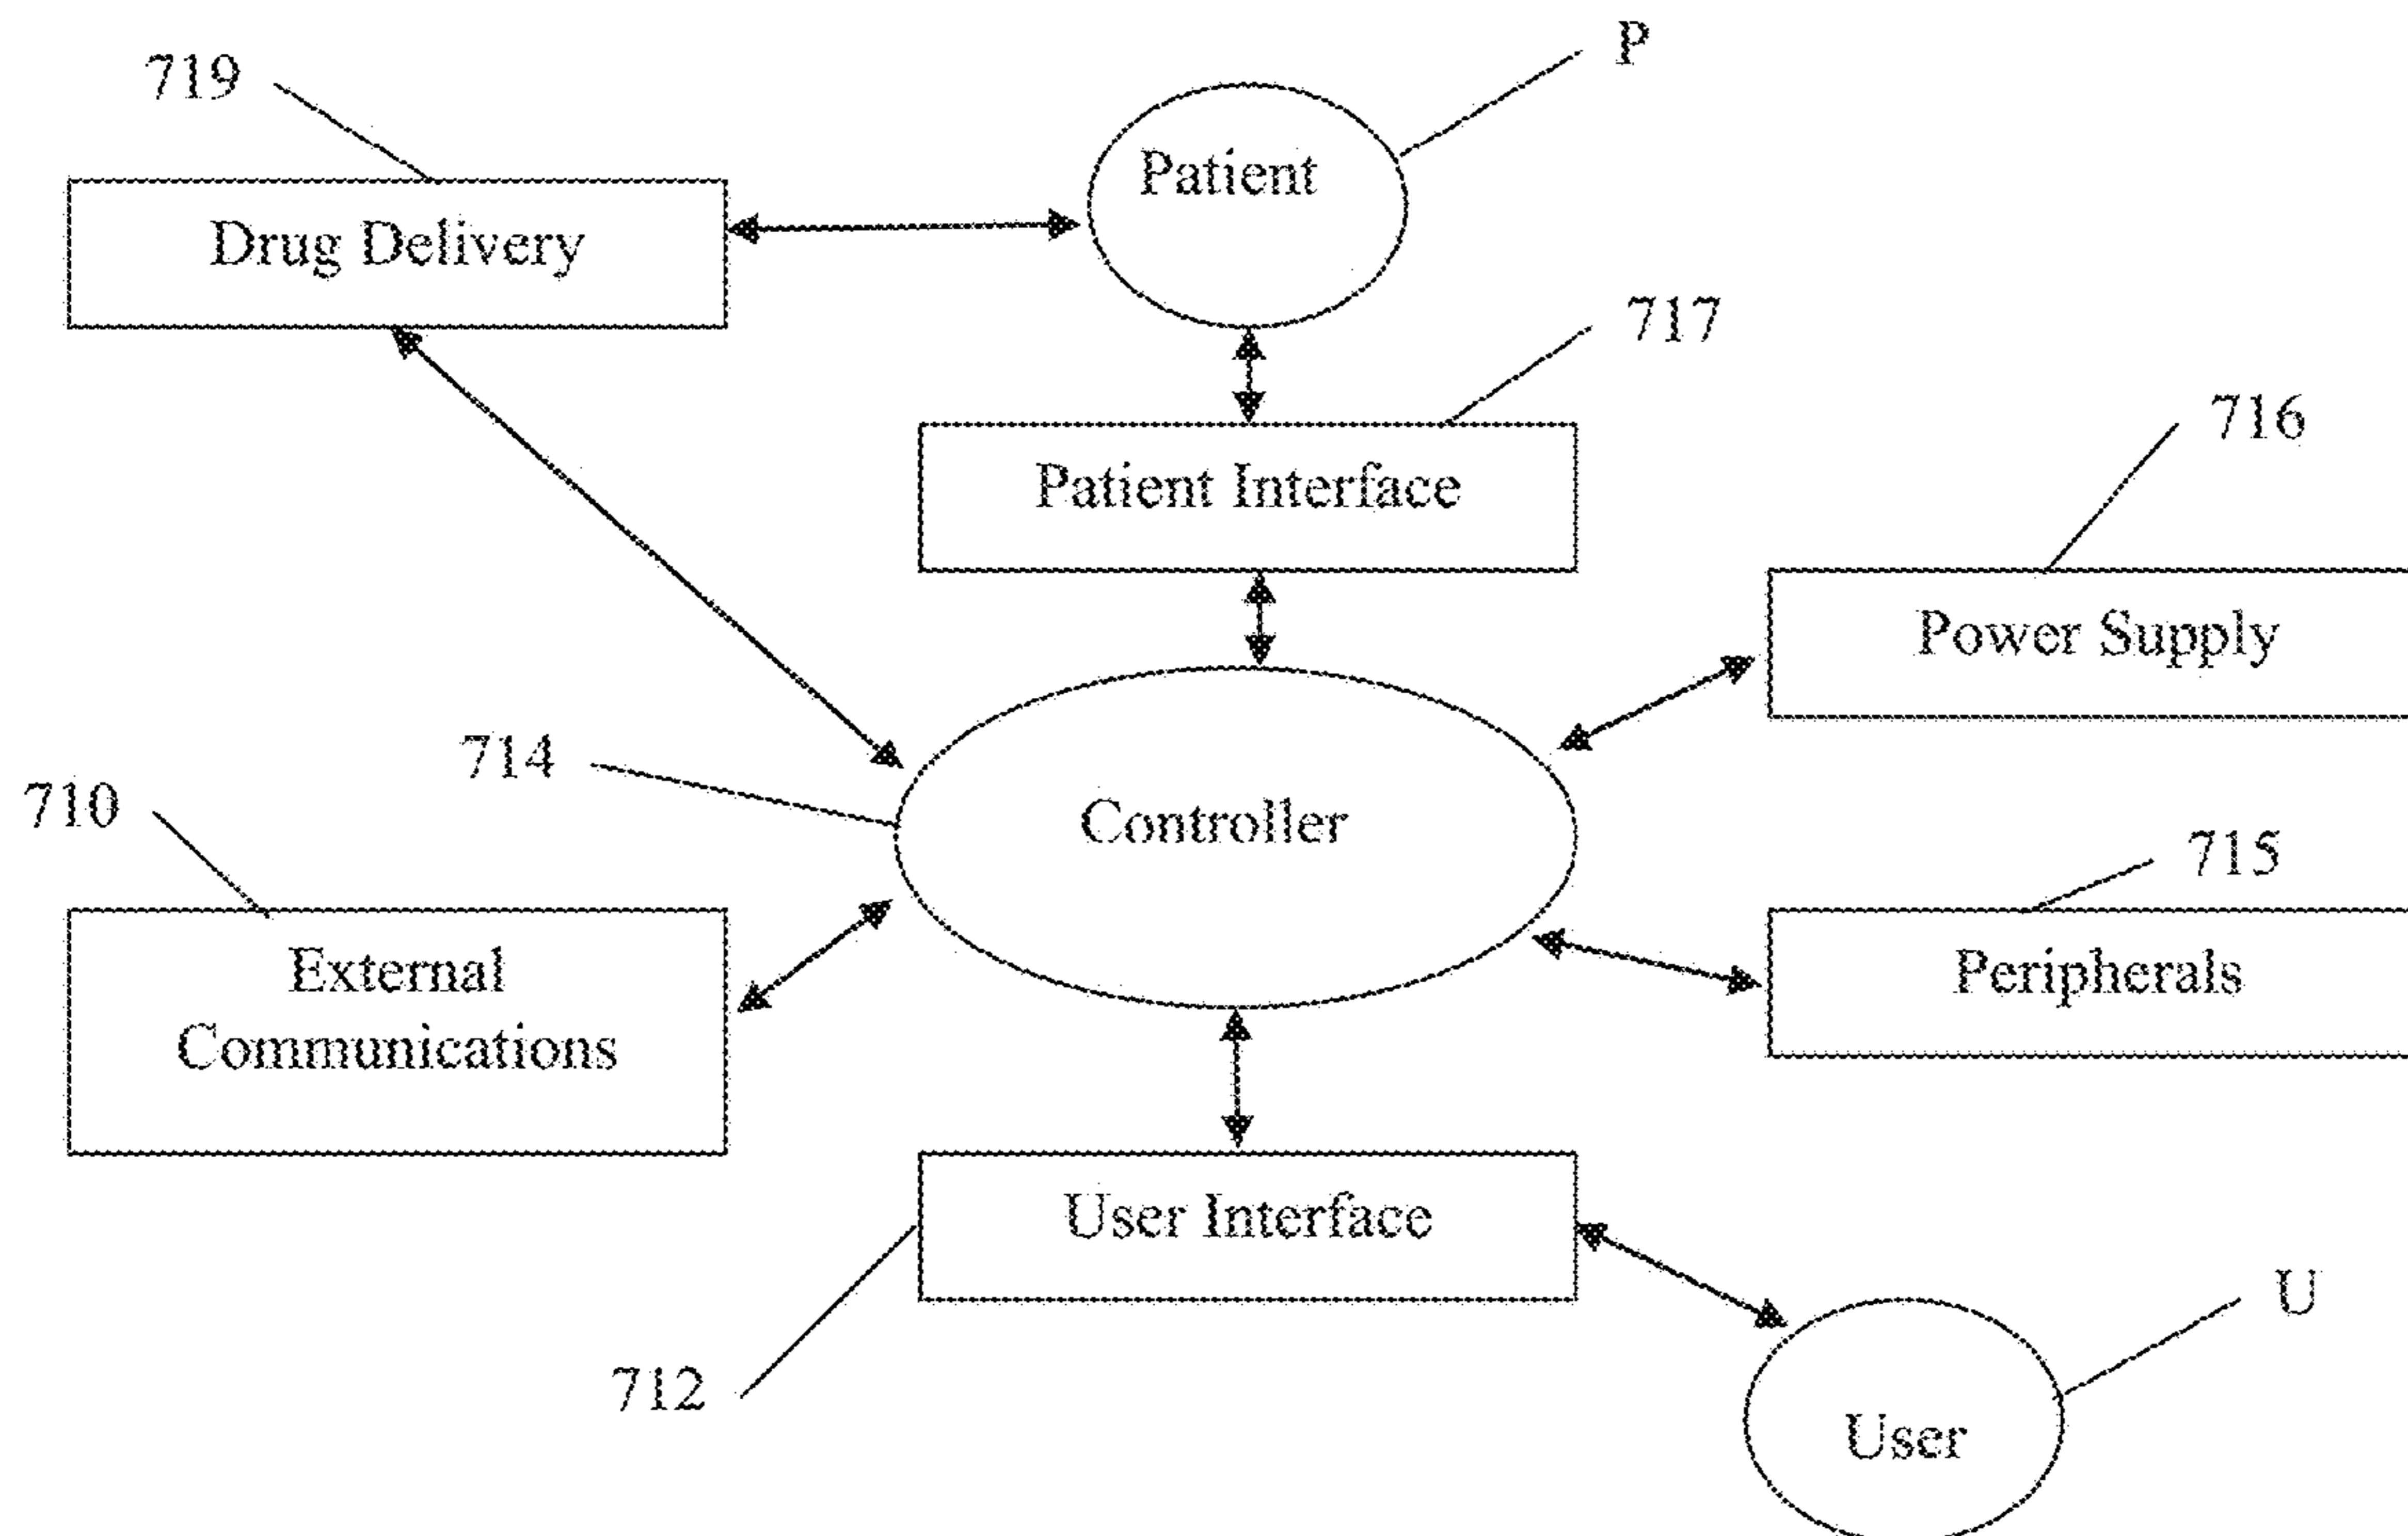 P
719
Patient
Drug Delivery
717
716
Patient Interface
Power Supply
714
710
Controller
715
External
Communications
Peripherals
User Interface
U
712
User